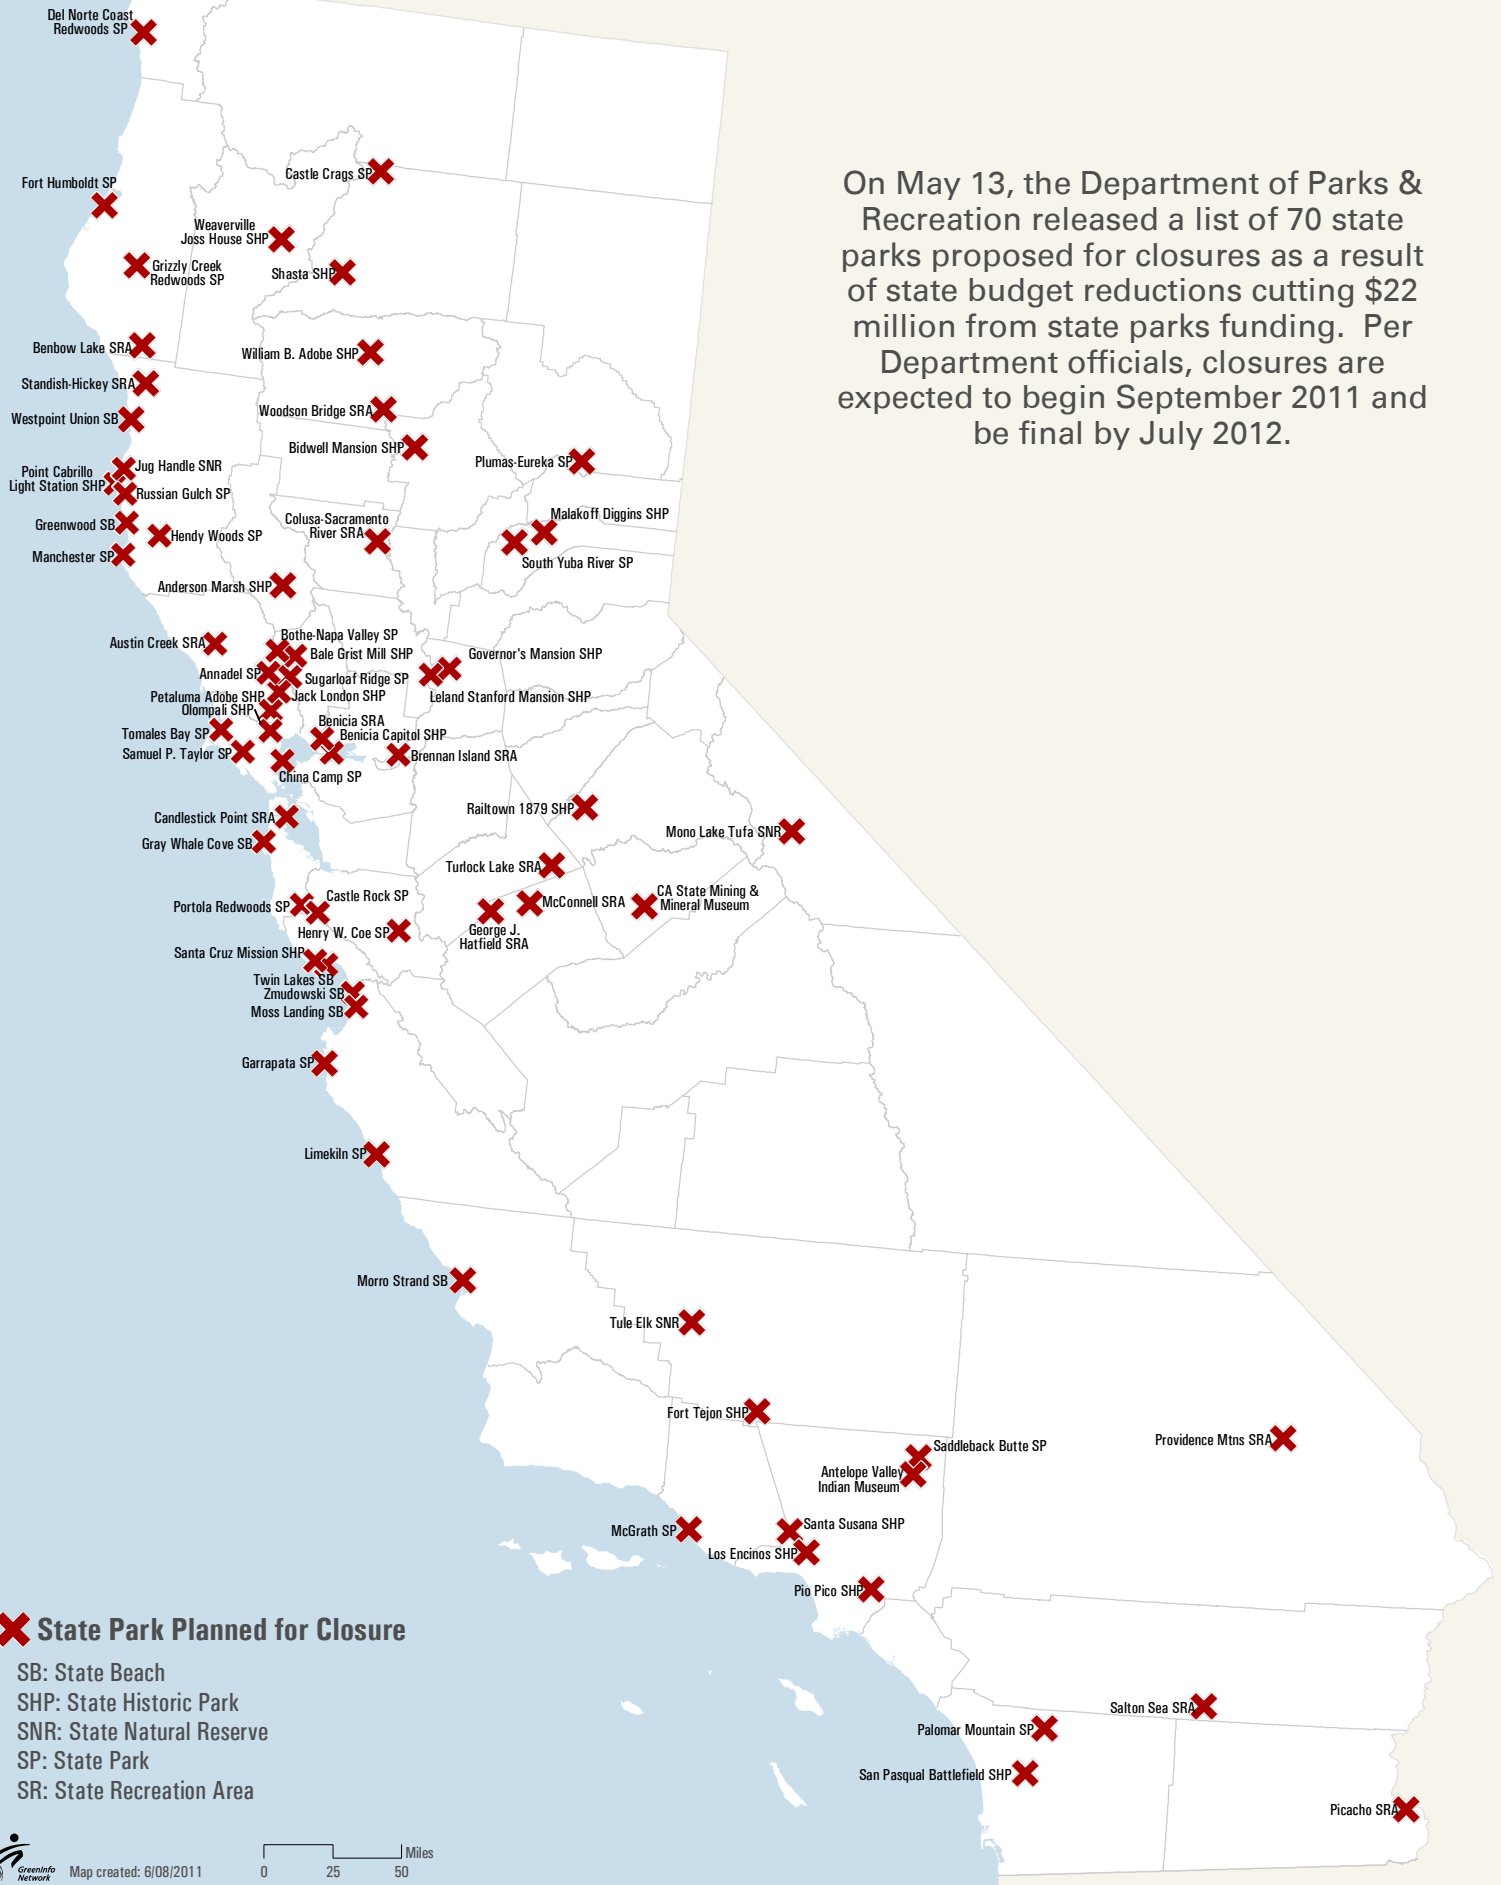 Del Norte Coast
Redwoods SP
On May 13, the Department of Parks &
Recreation released a list of 70 state
parks proposed for closures as a result
of state budget reductions cutting $22
million from state parks funding.  Per
Department officials, closures are
expected to begin September 2011 and
be final by July 2012.
Castle Crags SP
Fort Humboldt SP
Weaverville
Joss House SHP
Grizzly Creek
Redwoods SP
Shasta SHP
Benbow Lake SRA
William B. Adobe SHP
Standish-Hickey SRA
Woodson Bridge SRA
Westpoint Union SB
Bidwell Mansion SHP
Plumas-Eureka SP
Jug Handle SNR
Point Cabrillo
Light Station SHP
Russian Gulch SP
Greenwood SB
Hendy Woods SP
Colusa-Sacramento
River SRA
Malakoff Diggins SHP
South Yuba River SP
Manchester SP
Anderson Marsh SHP
Austin Creek SRA
Bothe-Napa Valley SP
Bale Grist Mill SHP
Governor's Mansion SHP
Annadel SP
Sugarloaf Ridge SP
Leland Stanford Mansion SHP
Petaluma Adobe SHP
Jack London SHP
Olompali SHP
Benicia SRA
Tomales Bay SP
Benicia Capitol SHP
Samuel P. Taylor SP
Brennan Island SRA
China Camp SP
Candlestick Point SRA
Railtown 1879 SHP
Mono Lake Tufa SNR
Gray Whale Cove SB
Turlock Lake SRA
Castle Rock SP
McConnell SRA
CA State Mining &
Mineral Museum
Portola Redwoods SP
Henry W. Coe SP
George J.
Hatfield SRA
Santa Cruz Mission SHP
Twin Lakes SB
Zmudowski SB
Moss Landing SB
Garrapata SP
Limekiln SP
Morro Strand SB
Tule Elk SNR
Fort Tejon SHP
Saddleback Butte SP
Providence Mtns SRA
Antelope Valley
Indian Museum
McGrath SP
Santa Susana SHP
Los Encinos SHP
Pio Pico SHP
Salton Sea SRA
Palomar Mountain SP
San Pasqual Battlefield SHP
Picacho SRA
State Park Planned for Closure
SB: State Beach
SHP: State Historic Park
SNR: State Natural Reserve
SP: State Park
SR: State Recreation Area
GreenInfo
Network
Map created: 6/08/2011
Miles
0 25 50